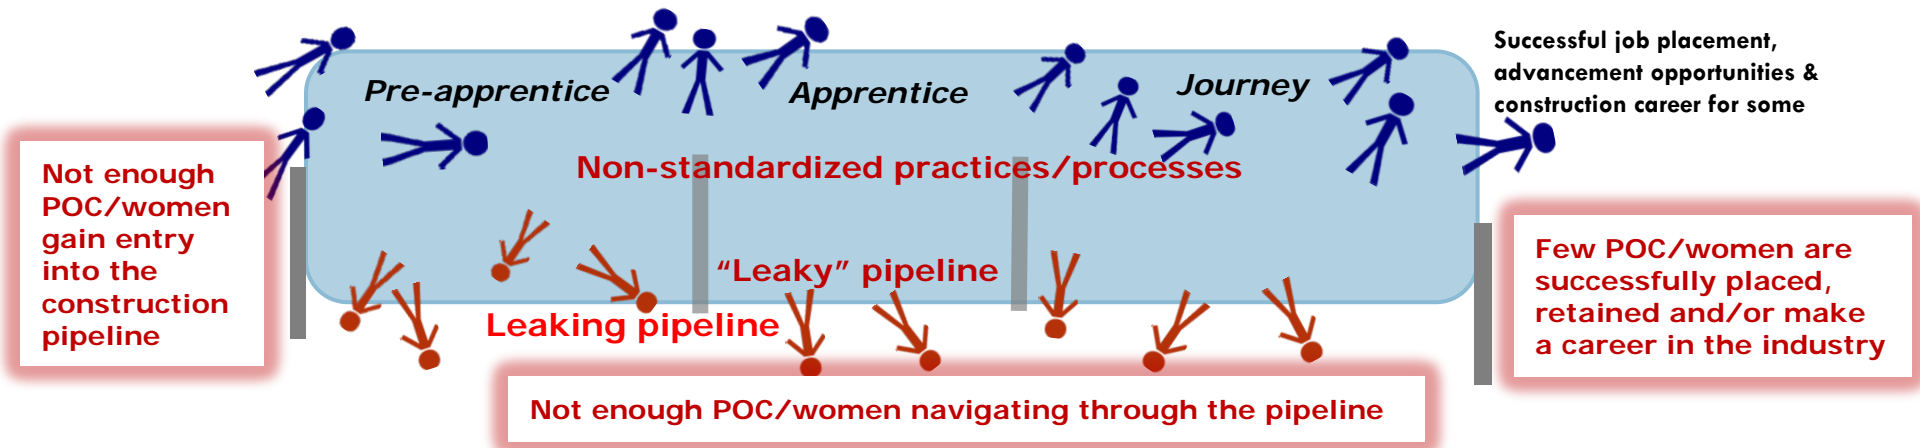 Pre-apprentice
Apprentice
Journey
Successful job placement,
advancement opportunities &
construction career for some
Not enough
POC/women
gain entry
into the
construction
pipeline
Non-standardized practices/processes
“Leaky” pipeline
Leaking pipeline
Few POC/women are
successfully placed,
retained and/or make
a career in the industry
Not enough POC/women navigating through the pipeline